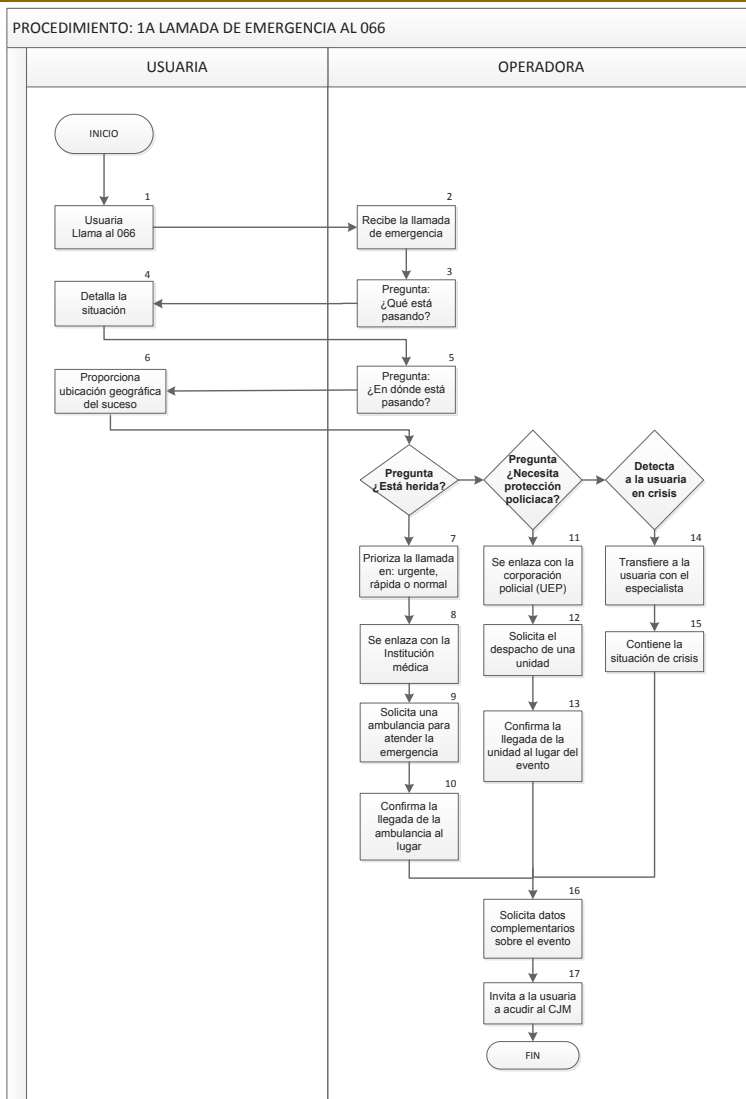 PROCEDIMIENTO: 1A LAMADA DE EMERGENCIA AL 066
USUARIA
OPERADORA
INICIO
1
Usuaria
Llama al 066
2
Recibe la llamada
de emergencia
3
Pregunta:
¿Qué está
pasando?
4
Detalla la
situación
5
Pregunta:
¿En dónde está
pasando?
6
Proporciona
ubicación geográfica
del suceso
Pregunta
¿Está herida?
Pregunta
¿Necesita
protección
policiaca?
Detecta
a la usuaria
en crisis
7
Prioriza la llamada
en: urgente,
rápida o normal
8
Se enlaza con la
Institución
médica
9
Solicita una
ambulancia para
atender la
emergencia
10
Confirma la
llegada de la
ambulancia al
lugar
11
Se enlaza con la
corporación
policial (UEP)
12
Solicita el
despacho de una
unidad
13
Confirma la
llegada de la
unidad al lugar del
evento
14
Transfiere a la
usuaria con el
especialista
15
Contiene la
situación de crisis
16
Solicita datos
complementarios
sobre el evento
17
Invita a la usuaria
a acudir al CJM
FIN